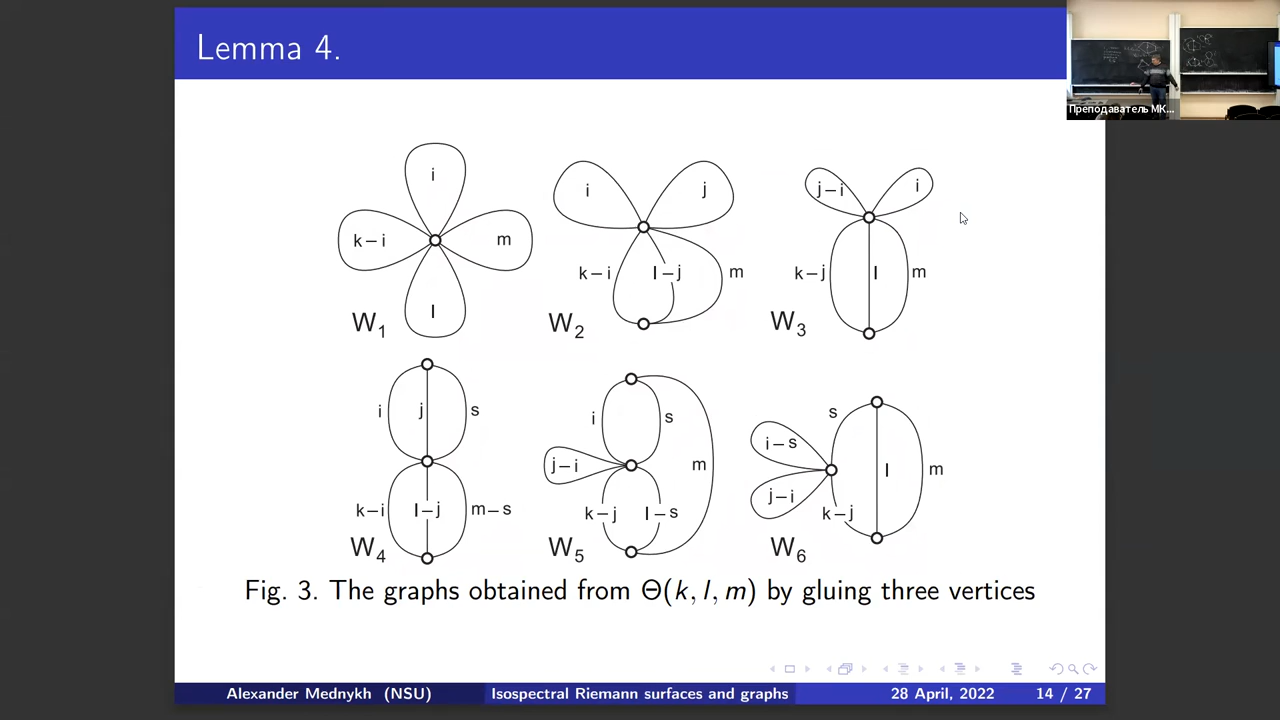 Lemma 4.
Преподаватель МК...
i
k – i
m
l
W1
i
j
k – i
l – j
m
W2
j – i
i
k – j
l
m
W3
i
j
s
k – i
l – j
m – s
W4
i
s
j – i
m
k – j
l – s
W5
s
i – s
j – i
k – j
l
m
W6
Fig. 3. The graphs obtained from Θ(k, l, m) by gluing three vertices
Alexander Mednykh (NSU)
Isospectral Riemann surfaces and graphs
28 April, 2022
14 / 27